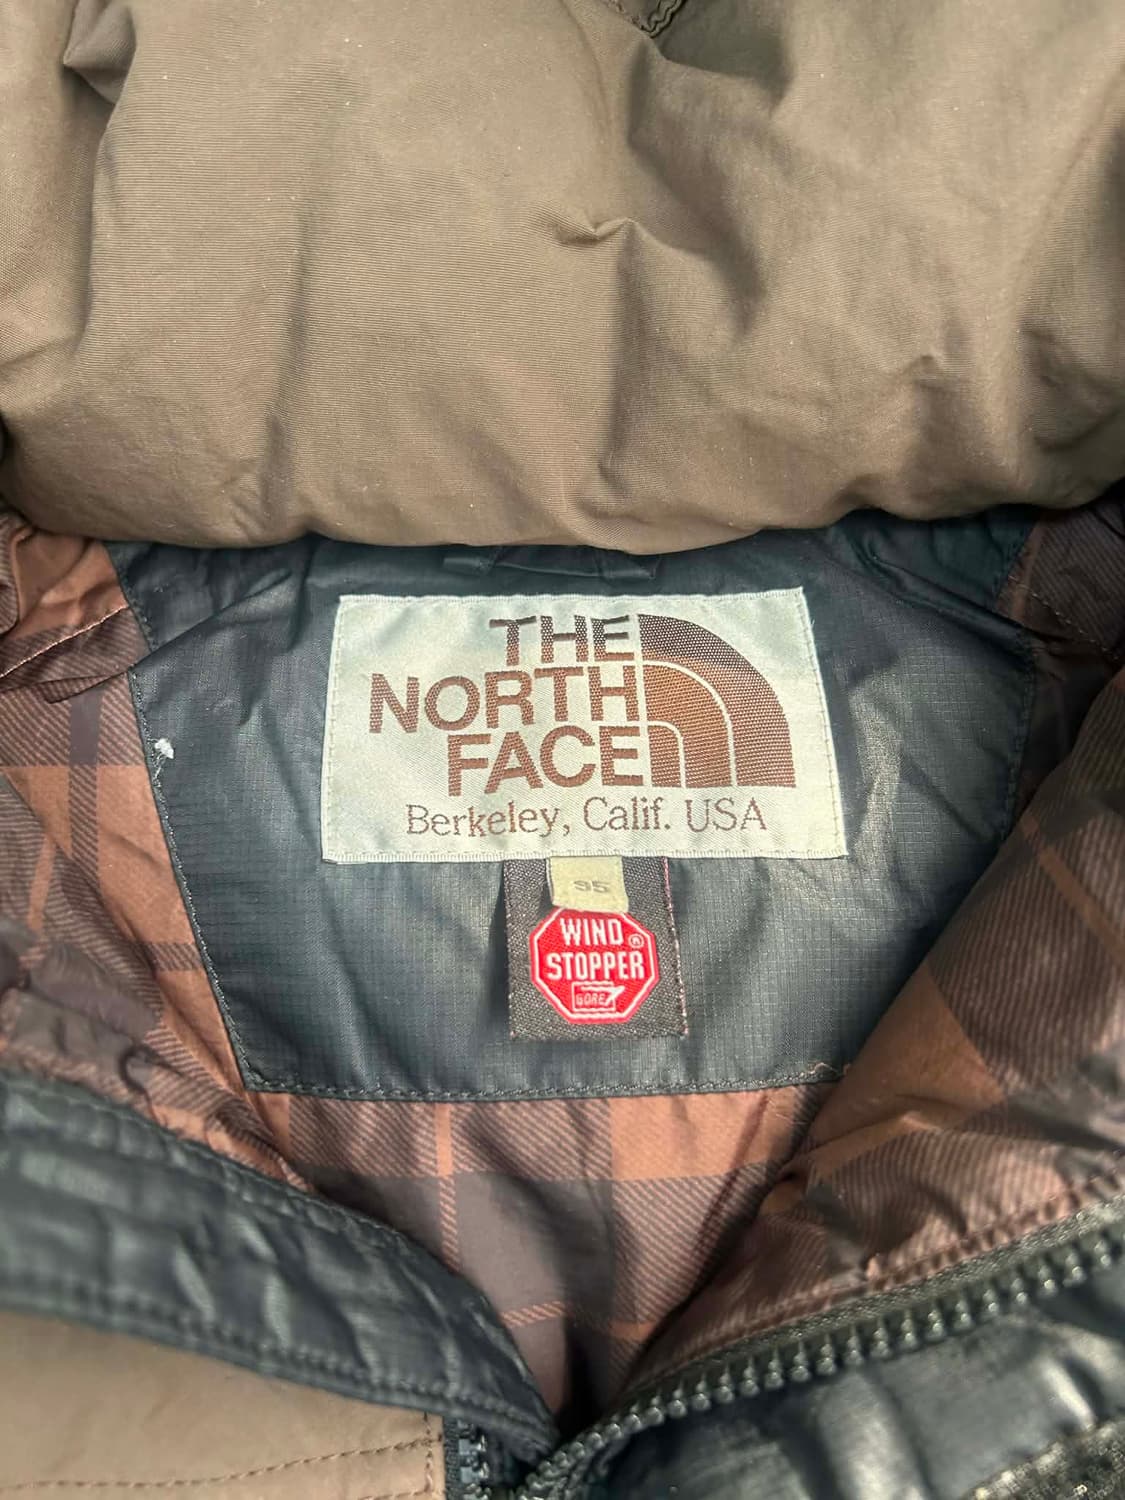 THE
NORTH
FACE
Berkeley, Calif. USA
95
WIND
STOPPER®
GORE